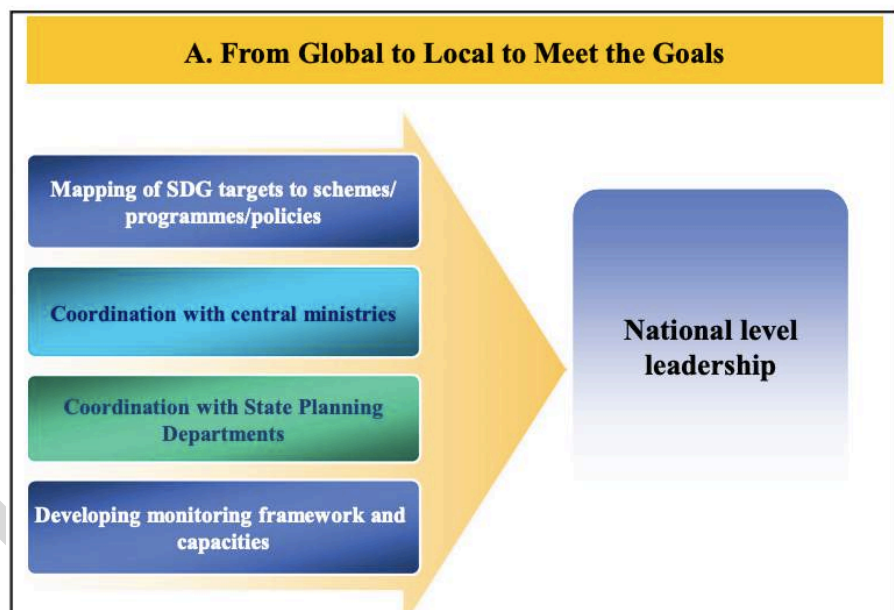 A. From Global to Local to Meet the Goals
Mapping of SDG targets to schemes/
programmes/policies
Coordination with central ministries
Coordination with State Planning
Departments
Developing monitoring framework and
capacities
National level
leadership